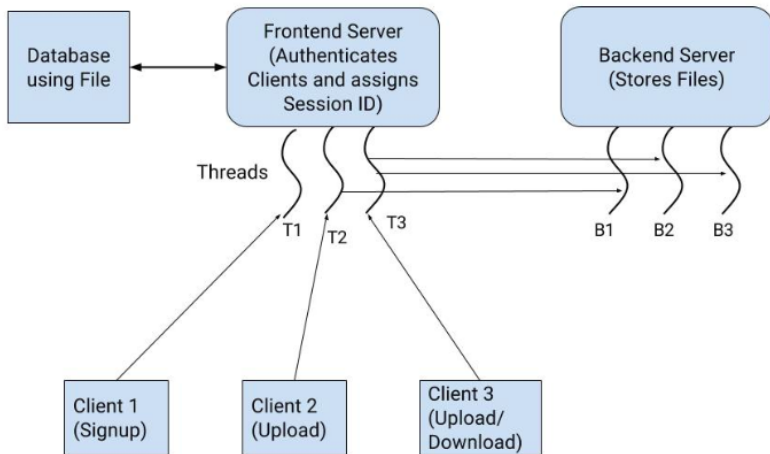 Database
using File
Frontend Server
(Authenticates
Clients and assigns
Session ID)
Backend Server
(Stores Files)
Threads
T1
T2
T3
B1
B2
B3
Client 1
(Signup)
Client 2
(Upload)
Client 3
(Upload/
Download)